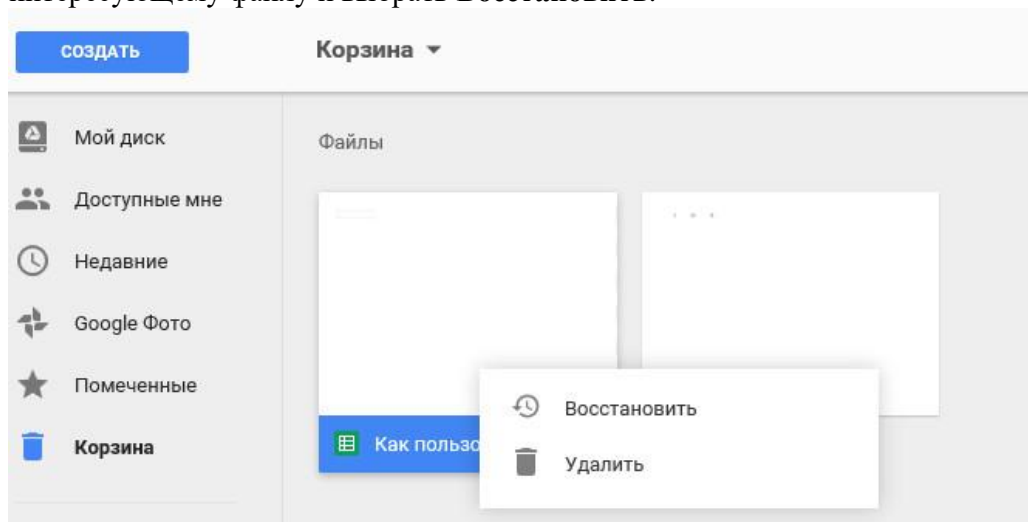 СОЗДАТЬ
Корзина
Мой диск
Доступные мне
Недавние
Google Фото
Помеченные
Корзина
Файлы
Как пользо
Восстановить
Удалить